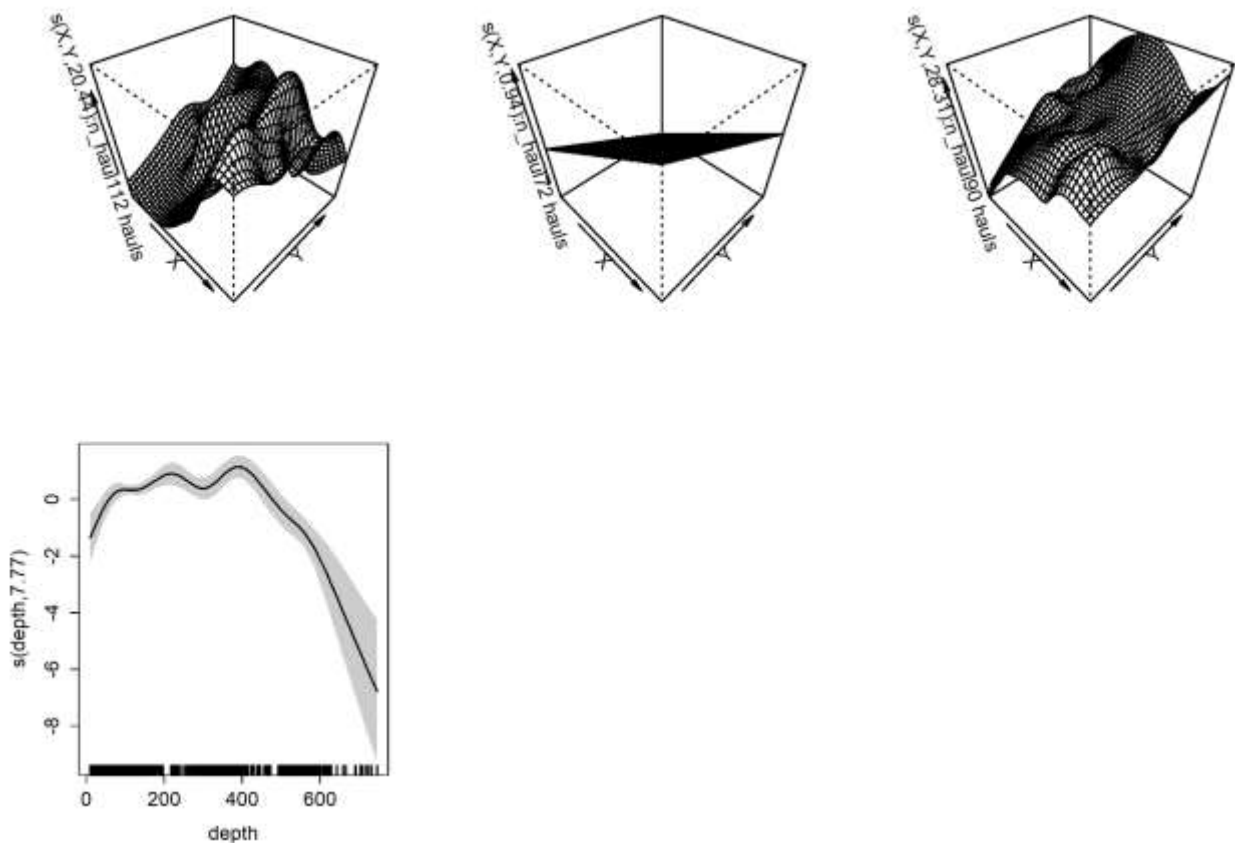 s(X,Y,20.44):n_haul112 hauls
X
Y
s(X,Y,0.94):n_haul72 hauls
X
Y
s(X,Y,28.31):n_haul90 hauls
X
Y
s(depth,7.77)
0
-2
-4
-6
-8
0 200 400 600
depth